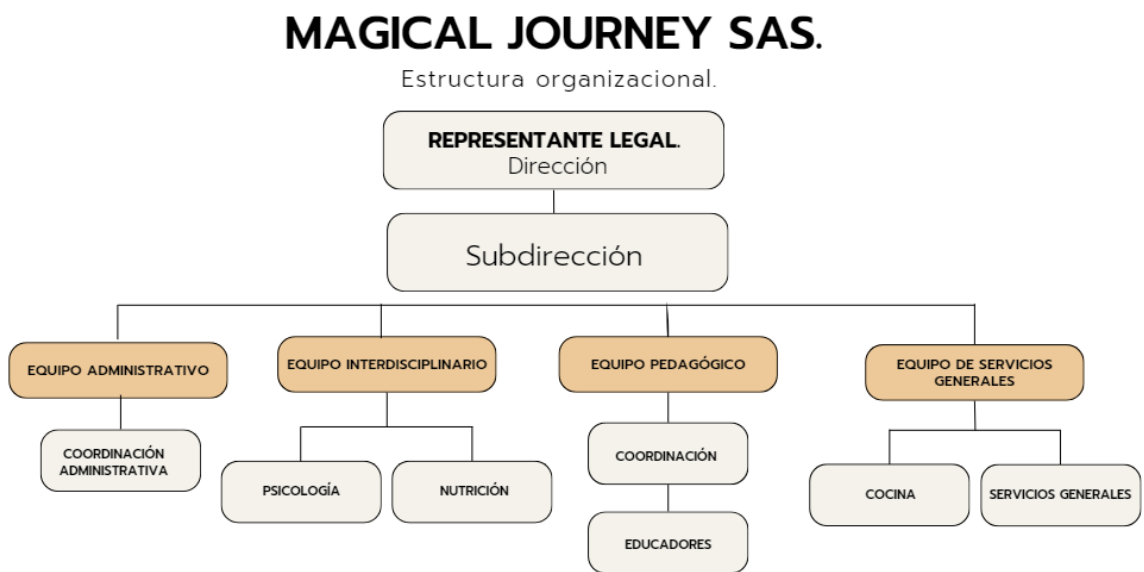 MAGICAL JOURNEY SAS.
Estructura organizacional.
REPRESENTANTE LEGAL.
Dirección
Subdirección
EQUIPO ADMINISTRATIVO
EQUIPO INTERDISCIPLINARIO
EQUIPO PEDAGÓGICO
EQUIPO DE SERVICIOS
GENERALES
COORDINACIÓN
ADMINISTRATIVA
PSICOLOGÍA
NUTRICIÓN
COORDINACIÓN
EDUCADORES
COCINA
SERVICIOS GENERALES